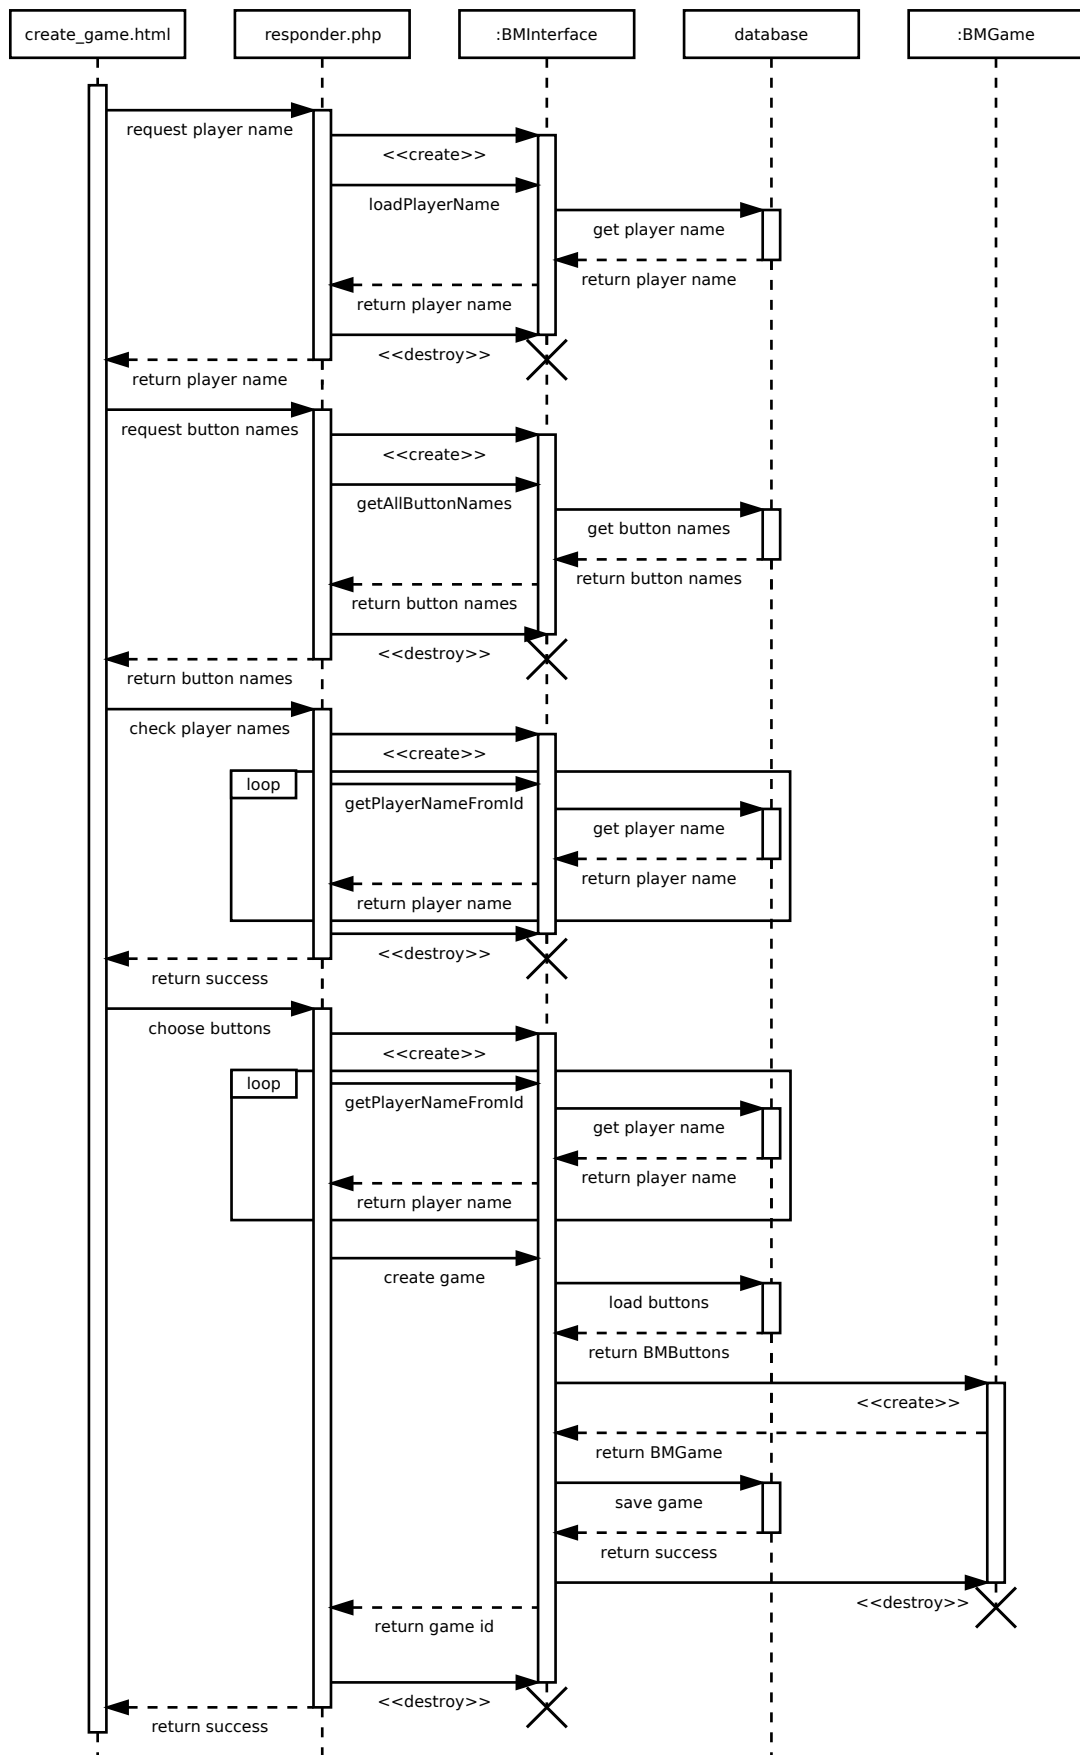 create_game.html
responder.php
:BMInterface
database
:BMGame
request player name
<<create>>
loadPlayerName
get player name
return player name
return player name
<<destroy>>
return player name
request button names
<<create>>
getAllButtonNames
get button names
return button names
return button names
<<destroy>>
return button names
check player names
<<create>>
loop
getPlayerNameFromId
get player name
return player name
return player name
<<destroy>>
return success
choose buttons
<<create>>
loop
getPlayerNameFromId
get player name
return player name
return player name
create game
load buttons
return BMButtons
<<create>>
return BMGame
save game
return success
<<destroy>>
return game id
<<destroy>>
return success